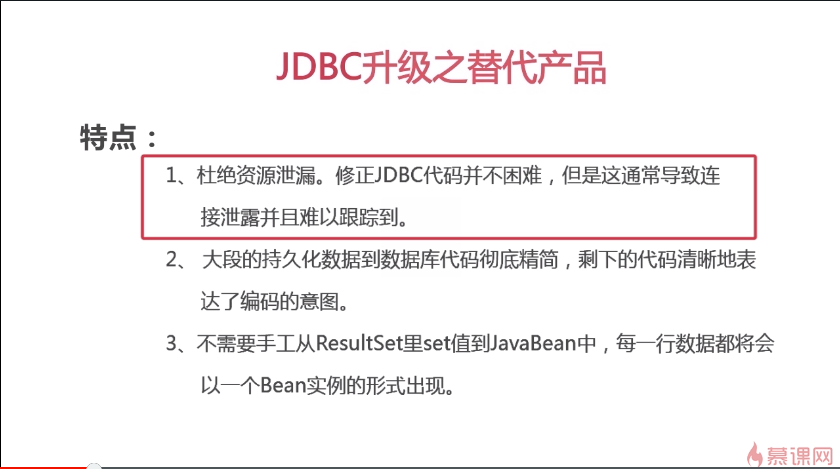 JDBC升级之替代产品
特点：
1、杜绝资源泄漏。修正JDBC代码并不困难，但是这通常导致连
接泄露并且难以跟踪到。
2、 大段的持久化数据到数据库代码彻底精简，剩下的代码清晰地表
达了编码的意图。
3、不需要手工从ResultSet里set值到JavaBean中，每一行数据都将会
以一个Bean实例的形式出现。
慕课网